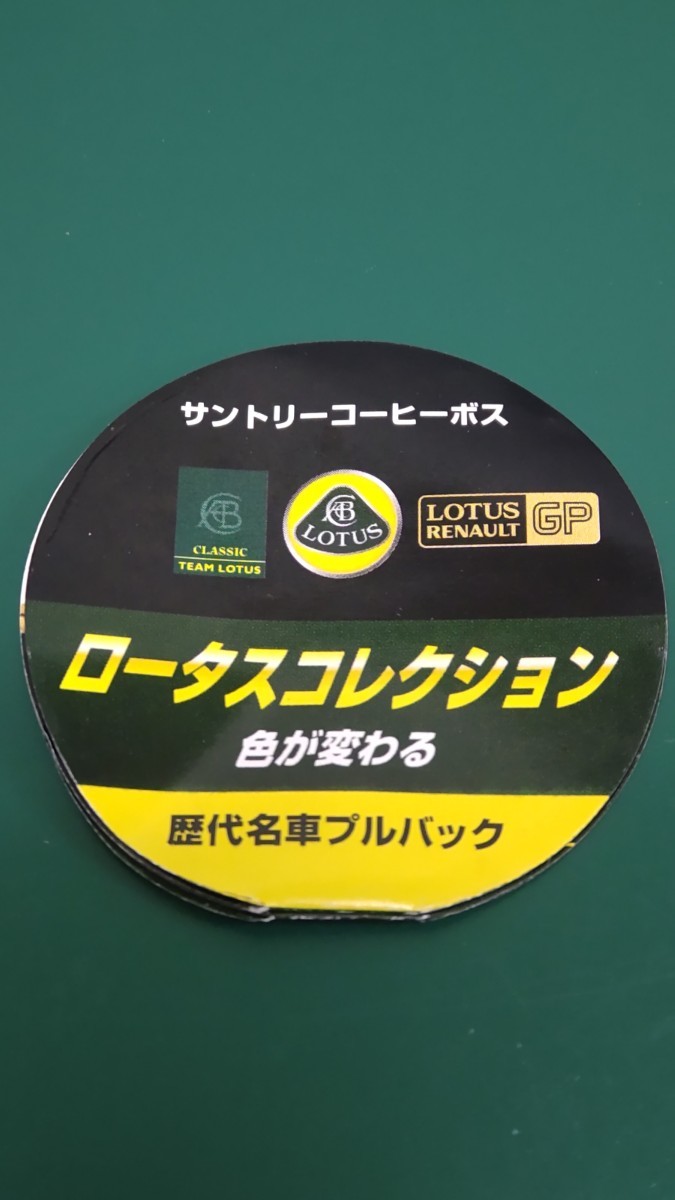 サントリーコーヒーボス
CLASSIC
TEAM LOTUS
LOTUS
LOTUS
RENAULT
GP
ロータスコレクション
色が変わる
歴代名車プルバック